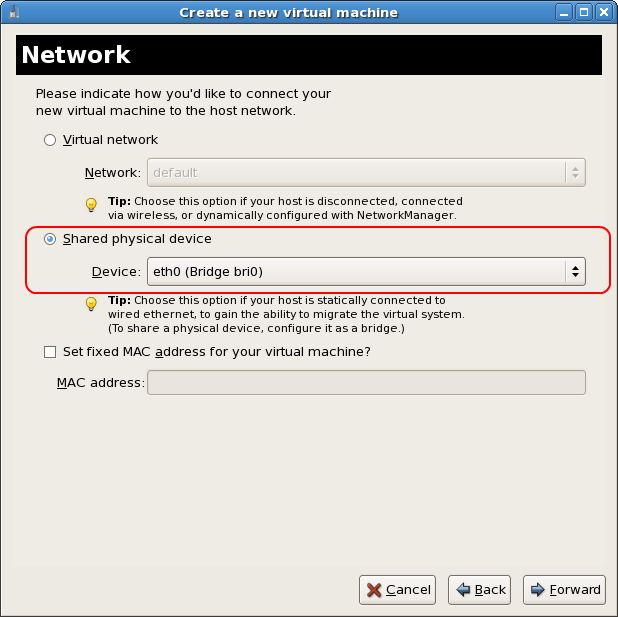 Create a new virtual machine
Network
Please indicate how you'd like to connect your
new virtual machine to the host network.
Virtual network
Network: default
Tip: Choose this option if your host is disconnected, connected
via wireless, or dynamically configured with NetworkManager.
Shared physical device
Device: eth0 (Bridge bri0)
Tip: Choose this option if your host is statically connected to
wired ethernet, to gain the ability to migrate the virtual system.
(To share a physical device, configure it as a bridge.)
Set fixed MAC address for your virtual machine?
MAC address:
Cancel Back Forward